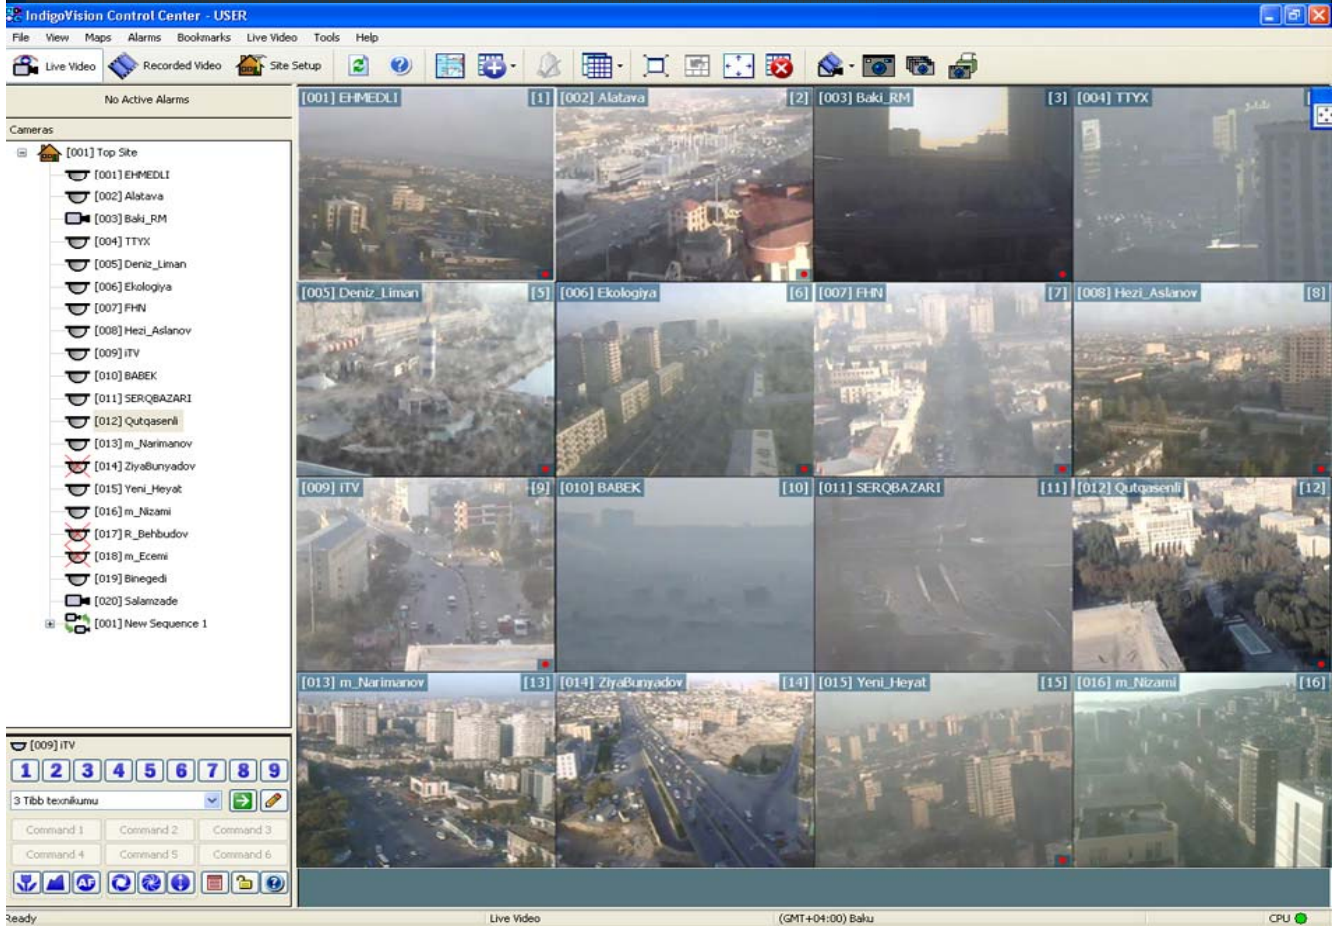 IndigoVision Control Center - USER
File View Maps Alarms Bookmarks Live Video Tools Help
Live Video Recorded Video Site Setup
No Active Alarms
Cameras
[001] Top Site
[001] EHMEDLI
[002] Alatava
[003] Baki_RM
[004] TTYX
[005] Deniz_Liman
[006] Ekologiya
[007] FHN
[008] Hezi_Aslanov
[009] iTV
[010] BABEK
[011] SERQBAZARI
[012] Qutqasenli
[013] m_Narimanov
[014] ZiyaBunyadov
[015] Yeni_Heyat
[016] m_Nizami
[017] R_Behbudov
[018] m_Ecemi
[019] Binegedi
[020] Salamzade
[001] New Sequence 1
[009] iTV
1 2 3 4 5 6 7 8 9
3 Tibb texnikumu
Command 1 Command 2 Command 3
Command 4 Command 5 Command 6
AF
[001] EHMEDLI [1] [002] Alatava [2] [003] Baki_RM [3] [004] TTYX
[005] Deniz_Liman [5] [006] Ekologiya [6] [007] FHN [7] [008] Hezi_Aslanov [8]
[009] iTV [9] [010] BABEK [10] [011] SERQBAZARI [11] [012] Qutqasenli [12]
[013] m_Narimanov [13] [014] ZiyaBunyadov [14] [015] Yeni_Heyat [15] [016] m_Nizami [16]
Ready Live Video (GMT+04:00) Baku CPU